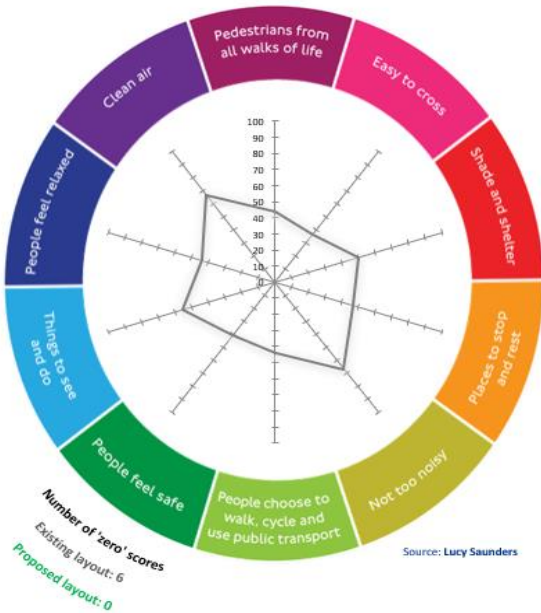 Pedestrians from
all walks of life
Easy to cross
Shade and shelter
Places to stop
and rest
Not too noisy
People choose to
walk, cycle and
use public transport
People feel safe
Things to see
and do
People feel relaxed
Clean air
100
90
80
70
60
50
40
30
20
10
0
Number of 'zero' scores
Existing layout: 6
Proposed layout: 0
Source: Lucy Saunders